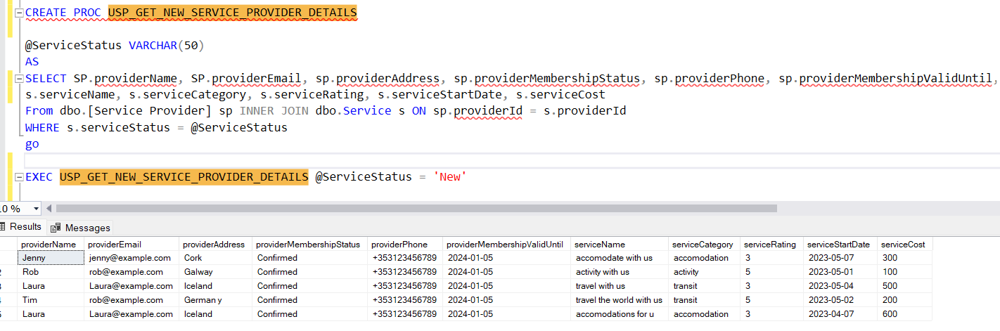 CREATE PROC USP_GET_NEW_SERVICE_PROVIDER_DETAILS
@ServiceStatus VARCHAR(50)
AS
SELECT SP.providerName, SP.providerEmail, sp.providerAddress, sp.providerMembershipStatus, sp.providerPhone, sp.providerMembershipValidUntil,
s.serviceName, s.serviceCategory, s.serviceRating, s.serviceStartDate, s.serviceCost
From dbo.[Service Provider] sp INNER JOIN dbo.Service s ON sp.providerId = s.providerId
WHERE s.serviceStatus = @ServiceStatus
go
EXEC USP_GET_NEW_SERVICE_PROVIDER_DETAILS @ServiceStatus = 'New'
0 %
Results Messages
providerName providerEmail providerAddress providerMembershipStatus providerPhone providerMembershipValidUntil serviceName serviceCategory serviceRating serviceStartDate serviceCost
Jenny jenny@example.com Cork Confirmed +353123456789 2024-01-05 accomodate with us accomodation 3 2023-05-07 300
Rob rob@example.com Galway Confirmed +353123456789 2024-01-05 activity with us activity 5 2023-05-01 100
Laura Laura@example.com Iceland Confirmed +353123456789 2024-01-05 travel with us transit 3 2023-05-04 500
Tim rob@example.com German y Confirmed +353123456789 2024-01-05 travel the world with us transit 5 2023-05-02 200
Laura Laura@example.com Iceland Confirmed +353123456789 2024-01-05 accomodations for u accomodation 3 2023-04-07 600